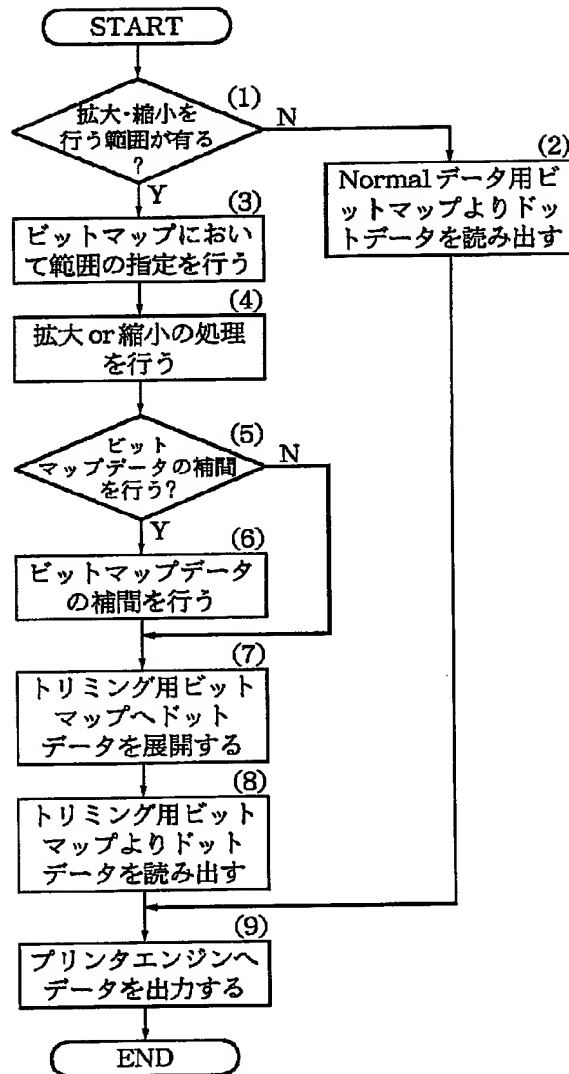 START
(1)
拡大・縮小を
行う範囲が有る
?
N
Y
(2)
Normalデータ用ビ
ットマップよりドッ
トデータを読み出す
(3)
ビットマップにおい
て範囲の指定を行う
(4)
拡大or縮小の処理
を行う
(5)
ビット
マップデータの補間
を行う?
N
Y
(6)
ビットマップデータ
の補間を行う
(7)
トリミング用ビット
マップへドット
データを展開する
(8)
トリミング用ビット
マップよりドット
データを読み出す
(9)
プリンタエンジンへ
データを出力する
END